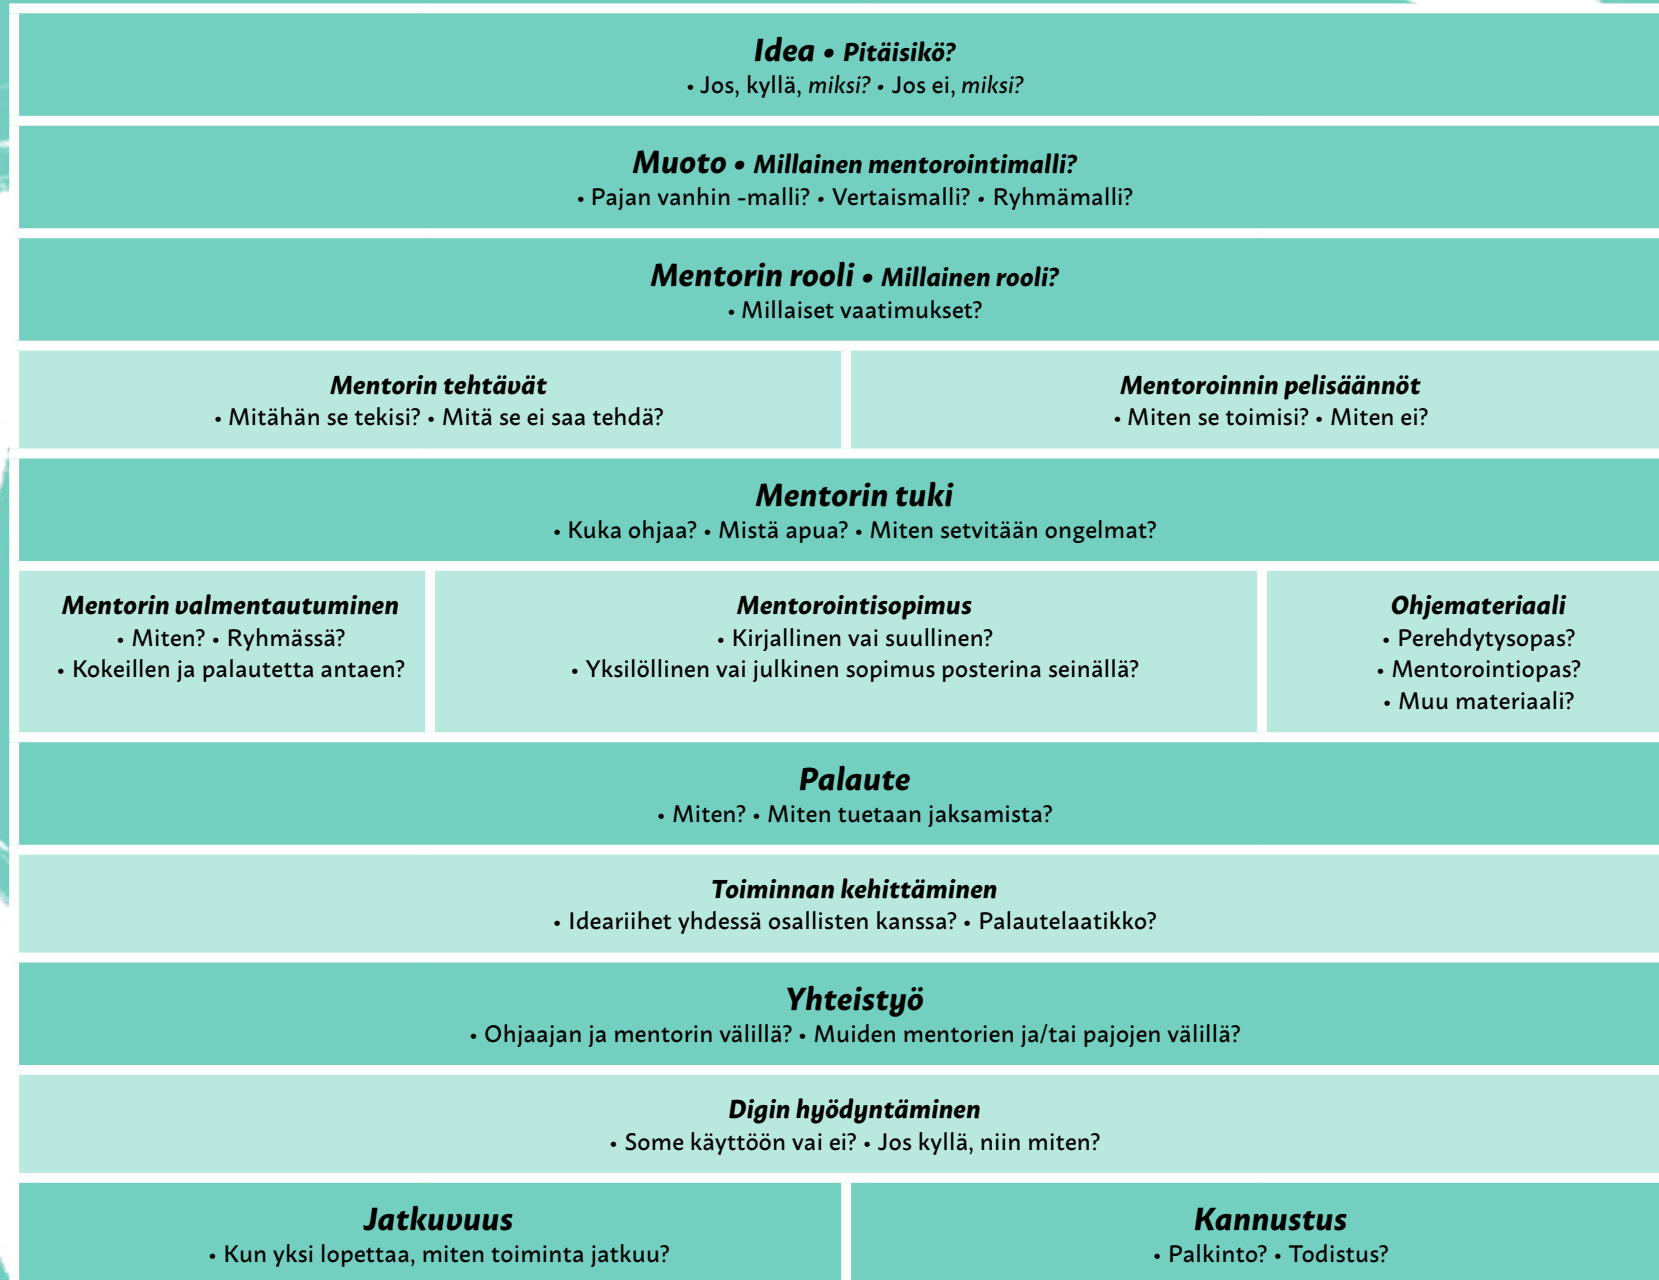 Idea • Pitäisikö?
• Jos, kyllä, miksi? • Jos ei, miksi?
Muoto • Millainen mentorointimalli?
• Pajan vanhin -malli? • Vertaismalli? • Ryhmämalli?
Mentorin rooli • Millainen rooli?
• Millaiset vaatimukset?
Mentorin tehtävät
• Mitähän se tekisi? • Mitä se ei saa tehdä?
Mentoroinnin pelisäännöt
• Miten se toimisi? • Miten ei?
Mentorin tuki
• Kuka ohjaa? • Mistä apua? • Miten setvitään ongelmat?
Mentorin valmentautuminen
• Miten? • Ryhmässä?
• Kokeillen ja palautetta antaen?
Mentorointisopimus
• Kirjallinen vai suullinen?
• Yksilöllinen vai julkinen sopimus posterina seinällä?
Ohjemateriaali
• Perehdytysopas?
• Mentorointiopas?
• Muu materiaali?
Palaute
• Miten? • Miten tuetaan jaksamista?
Toiminnan kehittäminen
• Ideariihet yhdessä osallisten kanssa? • Palautelaatikko?
Yhteistyö
• Ohjaajan ja mentorin välillä? • Muiden mentorien ja/tai pajojen välillä?
Digin hyödyntäminen
• Some käyttöön vai ei? • Jos kyllä, niin miten?
Jatkuvuus
• Kun yksi lopettaa, miten toiminta jatkuu?
Kannustus
• Palkinto? • Todistus?